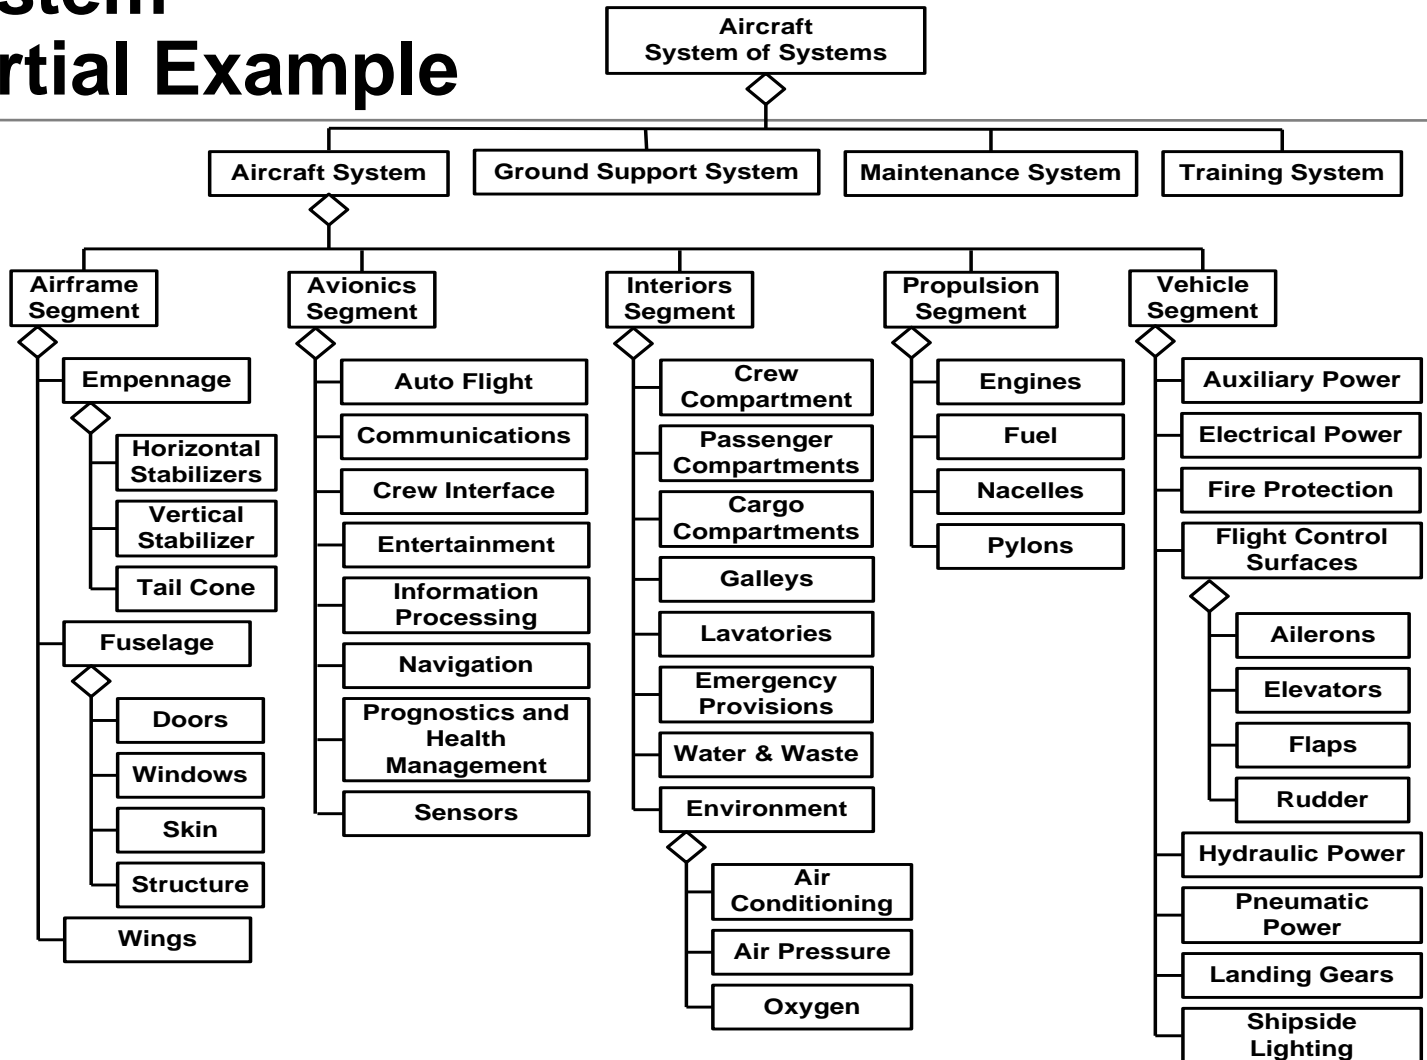 stem
rtial Example
Aircraft
System of Systems
Aircraft System
Ground Support System
Maintenance System
Training System
Airframe
Segment
Empennage
Horizontal
Stabilizers
Vertical
Stabilizer
Tail Cone
Fuselage
Doors
Windows
Skin
Structure
Wings
Avionics
Segment
Auto Flight
Communications
Crew Interface
Entertainment
Information
Processing
Navigation
Prognostics and
Health
Management
Sensors
Interiors
Segment
Crew
Compartment
Passenger
Compartments
Cargo
Compartments
Galleys
Lavatories
Emergency
Provisions
Water & Waste
Environment
Air
Conditioning
Air Pressure
Oxygen
Propulsion
Segment
Engines
Fuel
Nacelles
Pylons
Vehicle
Segment
Auxiliary Power
Electrical Power
Fire Protection
Flight Control
Surfaces
Ailerons
Elevators
Flaps
Rudder
Hydraulic Power
Pneumatic
Power
Landing Gears
Shipside
Lighting